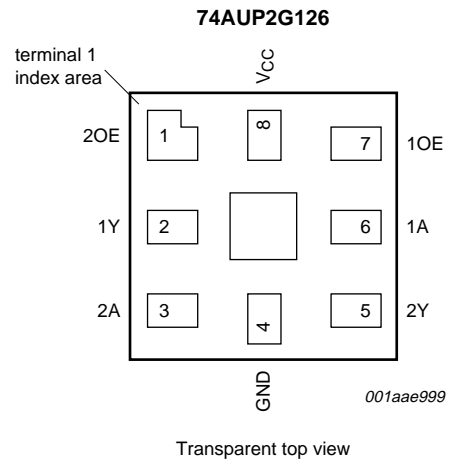 74AUP2G126
terminal 1
index area
VCC
2OE
1
8
7
1OE
1Y
2
6
1A
2A
3
4
5
2Y
GND
001aae999
Transparent top view